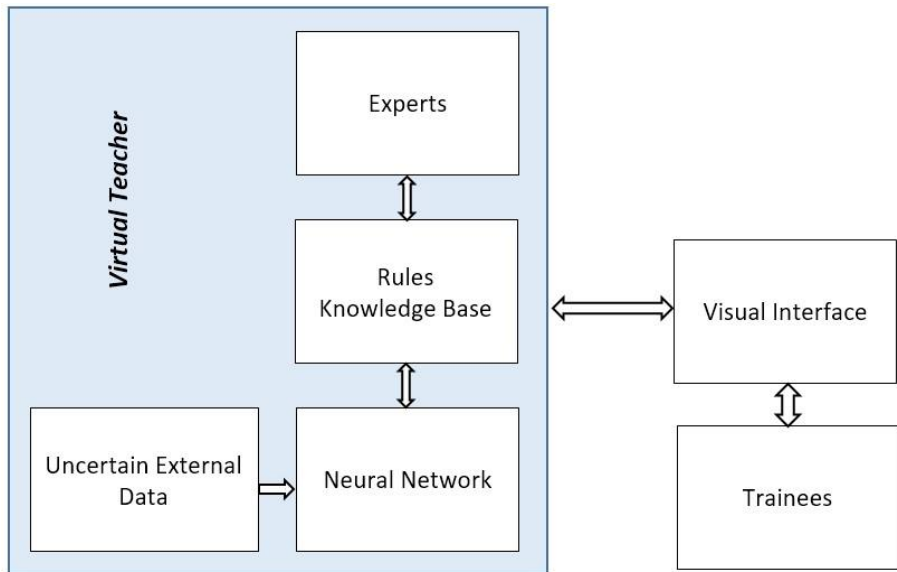 Virtual Teacher
Experts
Rules
Knowledge Base
Visual Interface
Uncertain External
Data
Neural Network
Trainees